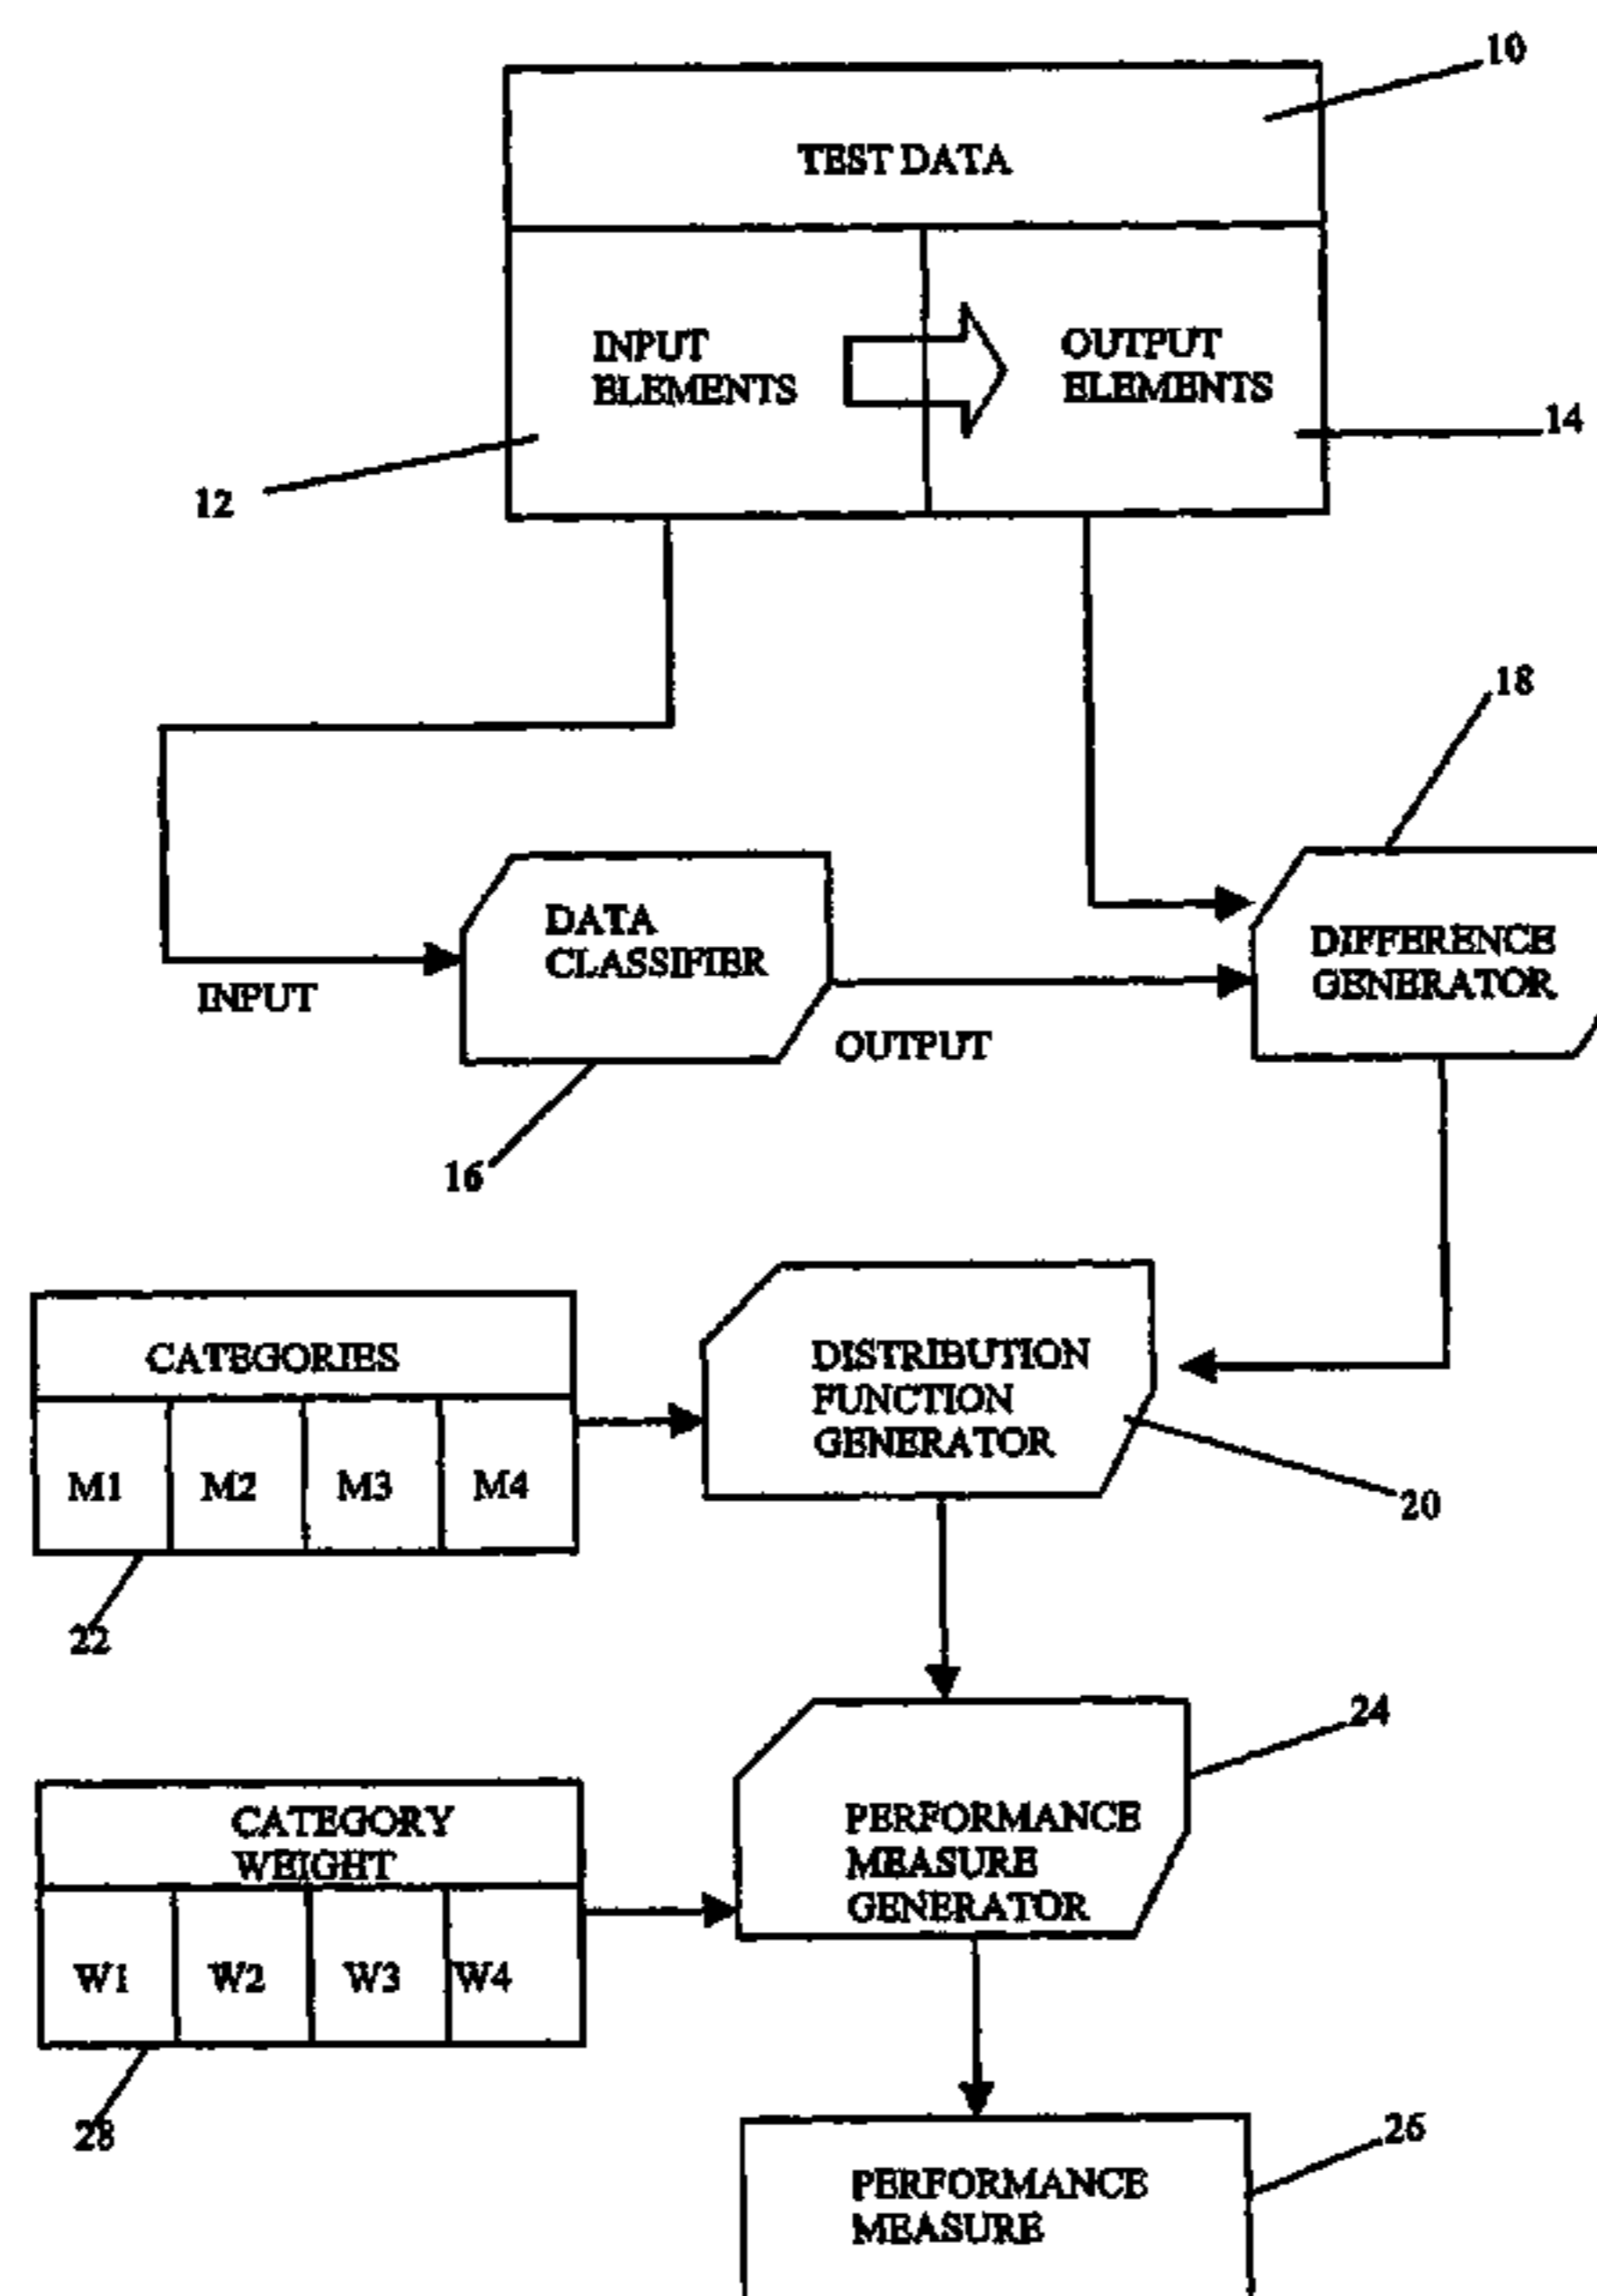 10
TEST DATA
INPUT
ELEMENTS
OUTPUT
ELEMENTS
14
12
18
DATA
CLASSIFIER
DIFFERENCE
GENERATOR
INPUT
OUTPUT
16
CATEGORIES
M1 M2 M3 M4
DISTRIBUTION
FUNCTION
GENERATOR
20
22
24
CATEGORY
WEIGHT
W1 W2 W3 W4
PERFORMANCE
MEASURE
GENERATOR
28
26
PERFORMANCE
MEASURE